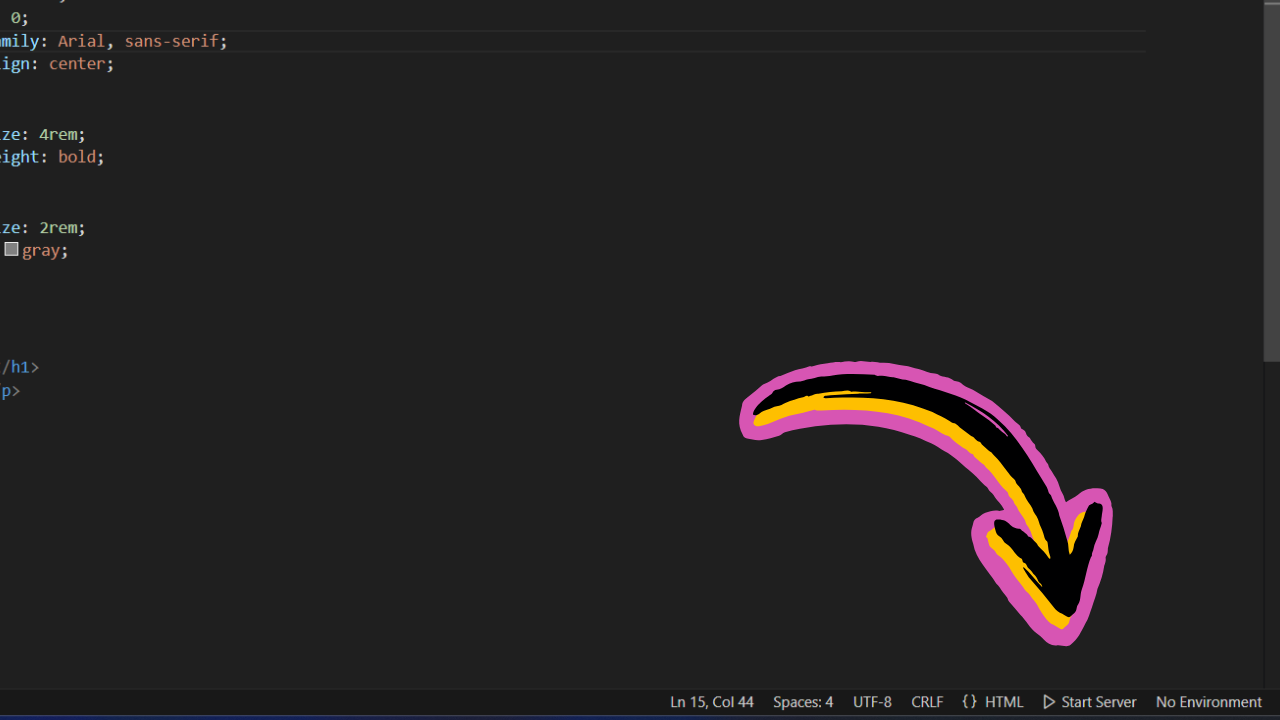 0;
mily: Arial, sans-serif;
ign: center;
ze: 4rem;
eight: bold;
ze: 2rem;
gray;
/h1>
p>
Ln 15, Col 44 Spaces: 4 UTF-8 CRLF {} HTML Start Server No Environment